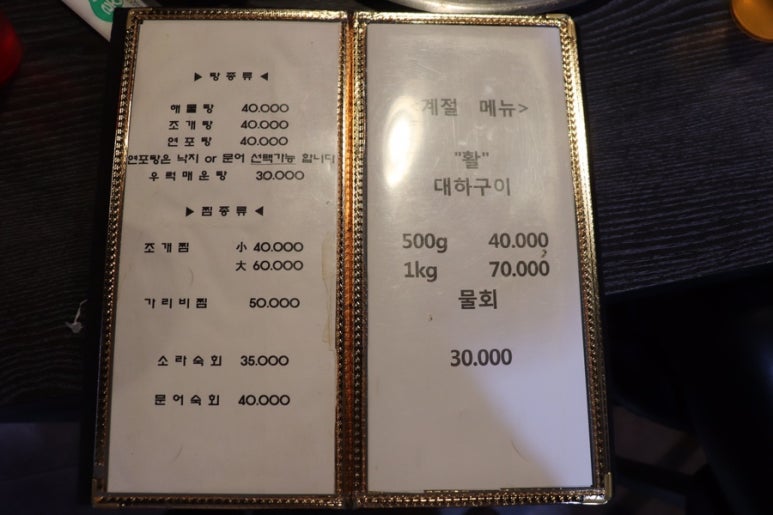 ▶ 탕종류 ◀
해물탕 40.000
조개탕 40.000
연포탕 40.000
연포탕은 낙지 or 문어 선택가능 합니다
우럭매운탕 30.000
▶ 찜종류 ◀
조개찜 小 40.000
大 60.000
가리비찜 50.000
소라숙회 35.000
문어숙회 40.000
<계절 메뉴>
"활"
대하구이
500g 40.000
1kg 70.000
물회
30.000